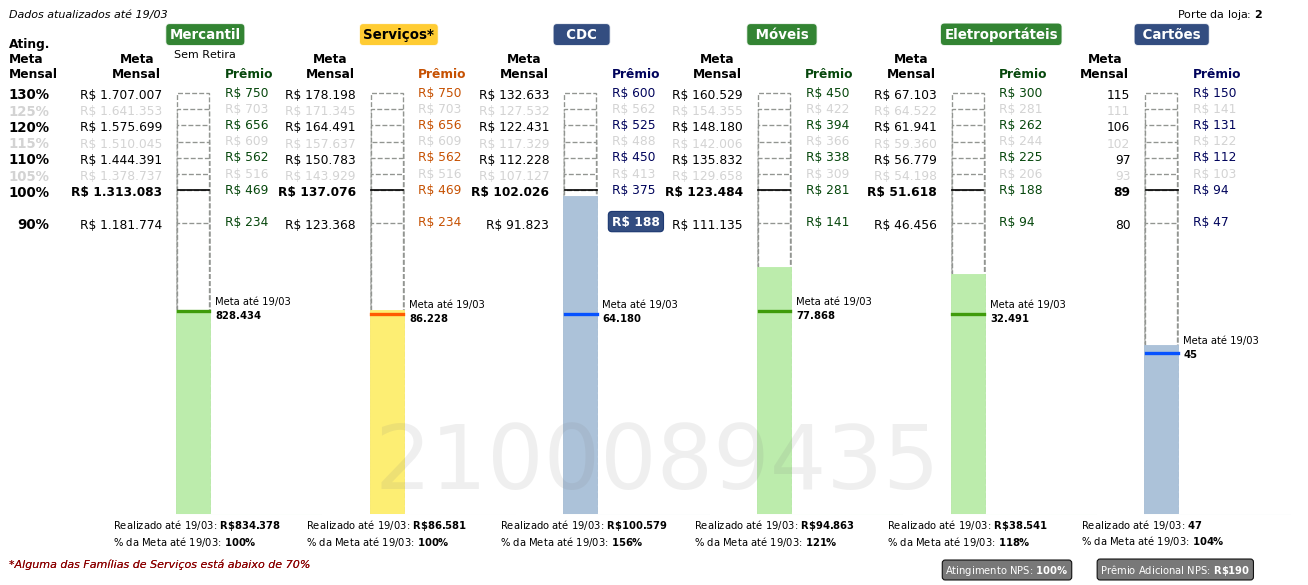 Dados atualizados até 19/03
Porte da loja: 2
Mercantil Serviços* CDC Móveis Eletroportáteis Cartões
Sem Retira
Ating. Meta Mensal
Meta Mensal Prêmio Meta Mensal Prêmio Meta Mensal Prêmio Meta Mensal Prêmio Meta Mensal Prêmio Meta Mensal Prêmio
130% R$ 1.707.007 R$ 750 R$ 178.198 R$ 750 R$ 132.633 R$ 600 R$ 160.529 R$ 450 R$ 67.103 R$ 300 115 R$ 150
125% R$ 1.641.353 R$ 703 R$ 171.345 R$ 703 R$ 127.532 R$ 562 R$ 154.355 R$ 422 R$ 64.522 R$ 281 111 R$ 141
120% R$ 1.575.699 R$ 656 R$ 164.491 R$ 656 R$ 122.431 R$ 525 R$ 148.180 R$ 394 R$ 61.941 R$ 262 106 R$ 131
115% R$ 1.510.045 R$ 609 R$ 157.637 R$ 609 R$ 117.329 R$ 488 R$ 142.006 R$ 366 R$ 59.360 R$ 244 102 R$ 122
110% R$ 1.444.391 R$ 562 R$ 150.783 R$ 562 R$ 112.228 R$ 450 R$ 135.832 R$ 338 R$ 56.779 R$ 225 97 R$ 112
105% R$ 1.378.737 R$ 516 R$ 143.929 R$ 516 R$ 107.127 R$ 413 R$ 129.658 R$ 309 R$ 54.198 R$ 206 93 R$ 103
100% R$ 1.313.083 R$ 469 R$ 137.076 R$ 469 R$ 102.026 R$ 375 R$ 123.484 R$ 281 R$ 51.618 R$ 188 89 R$ 94
90% R$ 1.181.774 R$ 234 R$ 123.368 R$ 234 R$ 91.823 R$ 188 R$ 111.135 R$ 141 R$ 46.456 R$ 94 80 R$ 47
Meta até 19/03 Meta até 19/03 Meta até 19/03 Meta até 19/03 Meta até 19/03
828.434 86.228 64.180 77.868 32.491
Meta até 19/03
45
2100089435
Realizado até 19/03: R$834.378 Realizado até 19/03: R$86.581 Realizado até 19/03: R$100.579 Realizado até 19/03: R$94.863 Realizado até 19/03: R$38.541 Realizado até 19/03: 47
% da Meta até 19/03: 100% % da Meta até 19/03: 100% % da Meta até 19/03: 156% % da Meta até 19/03: 121% % da Meta até 19/03: 118% % da Meta até 19/03: 104%
*Alguma das Famílias de Serviços está abaixo de 70%
Atingimento NPS: 100% Prêmio Adicional NPS: R$190